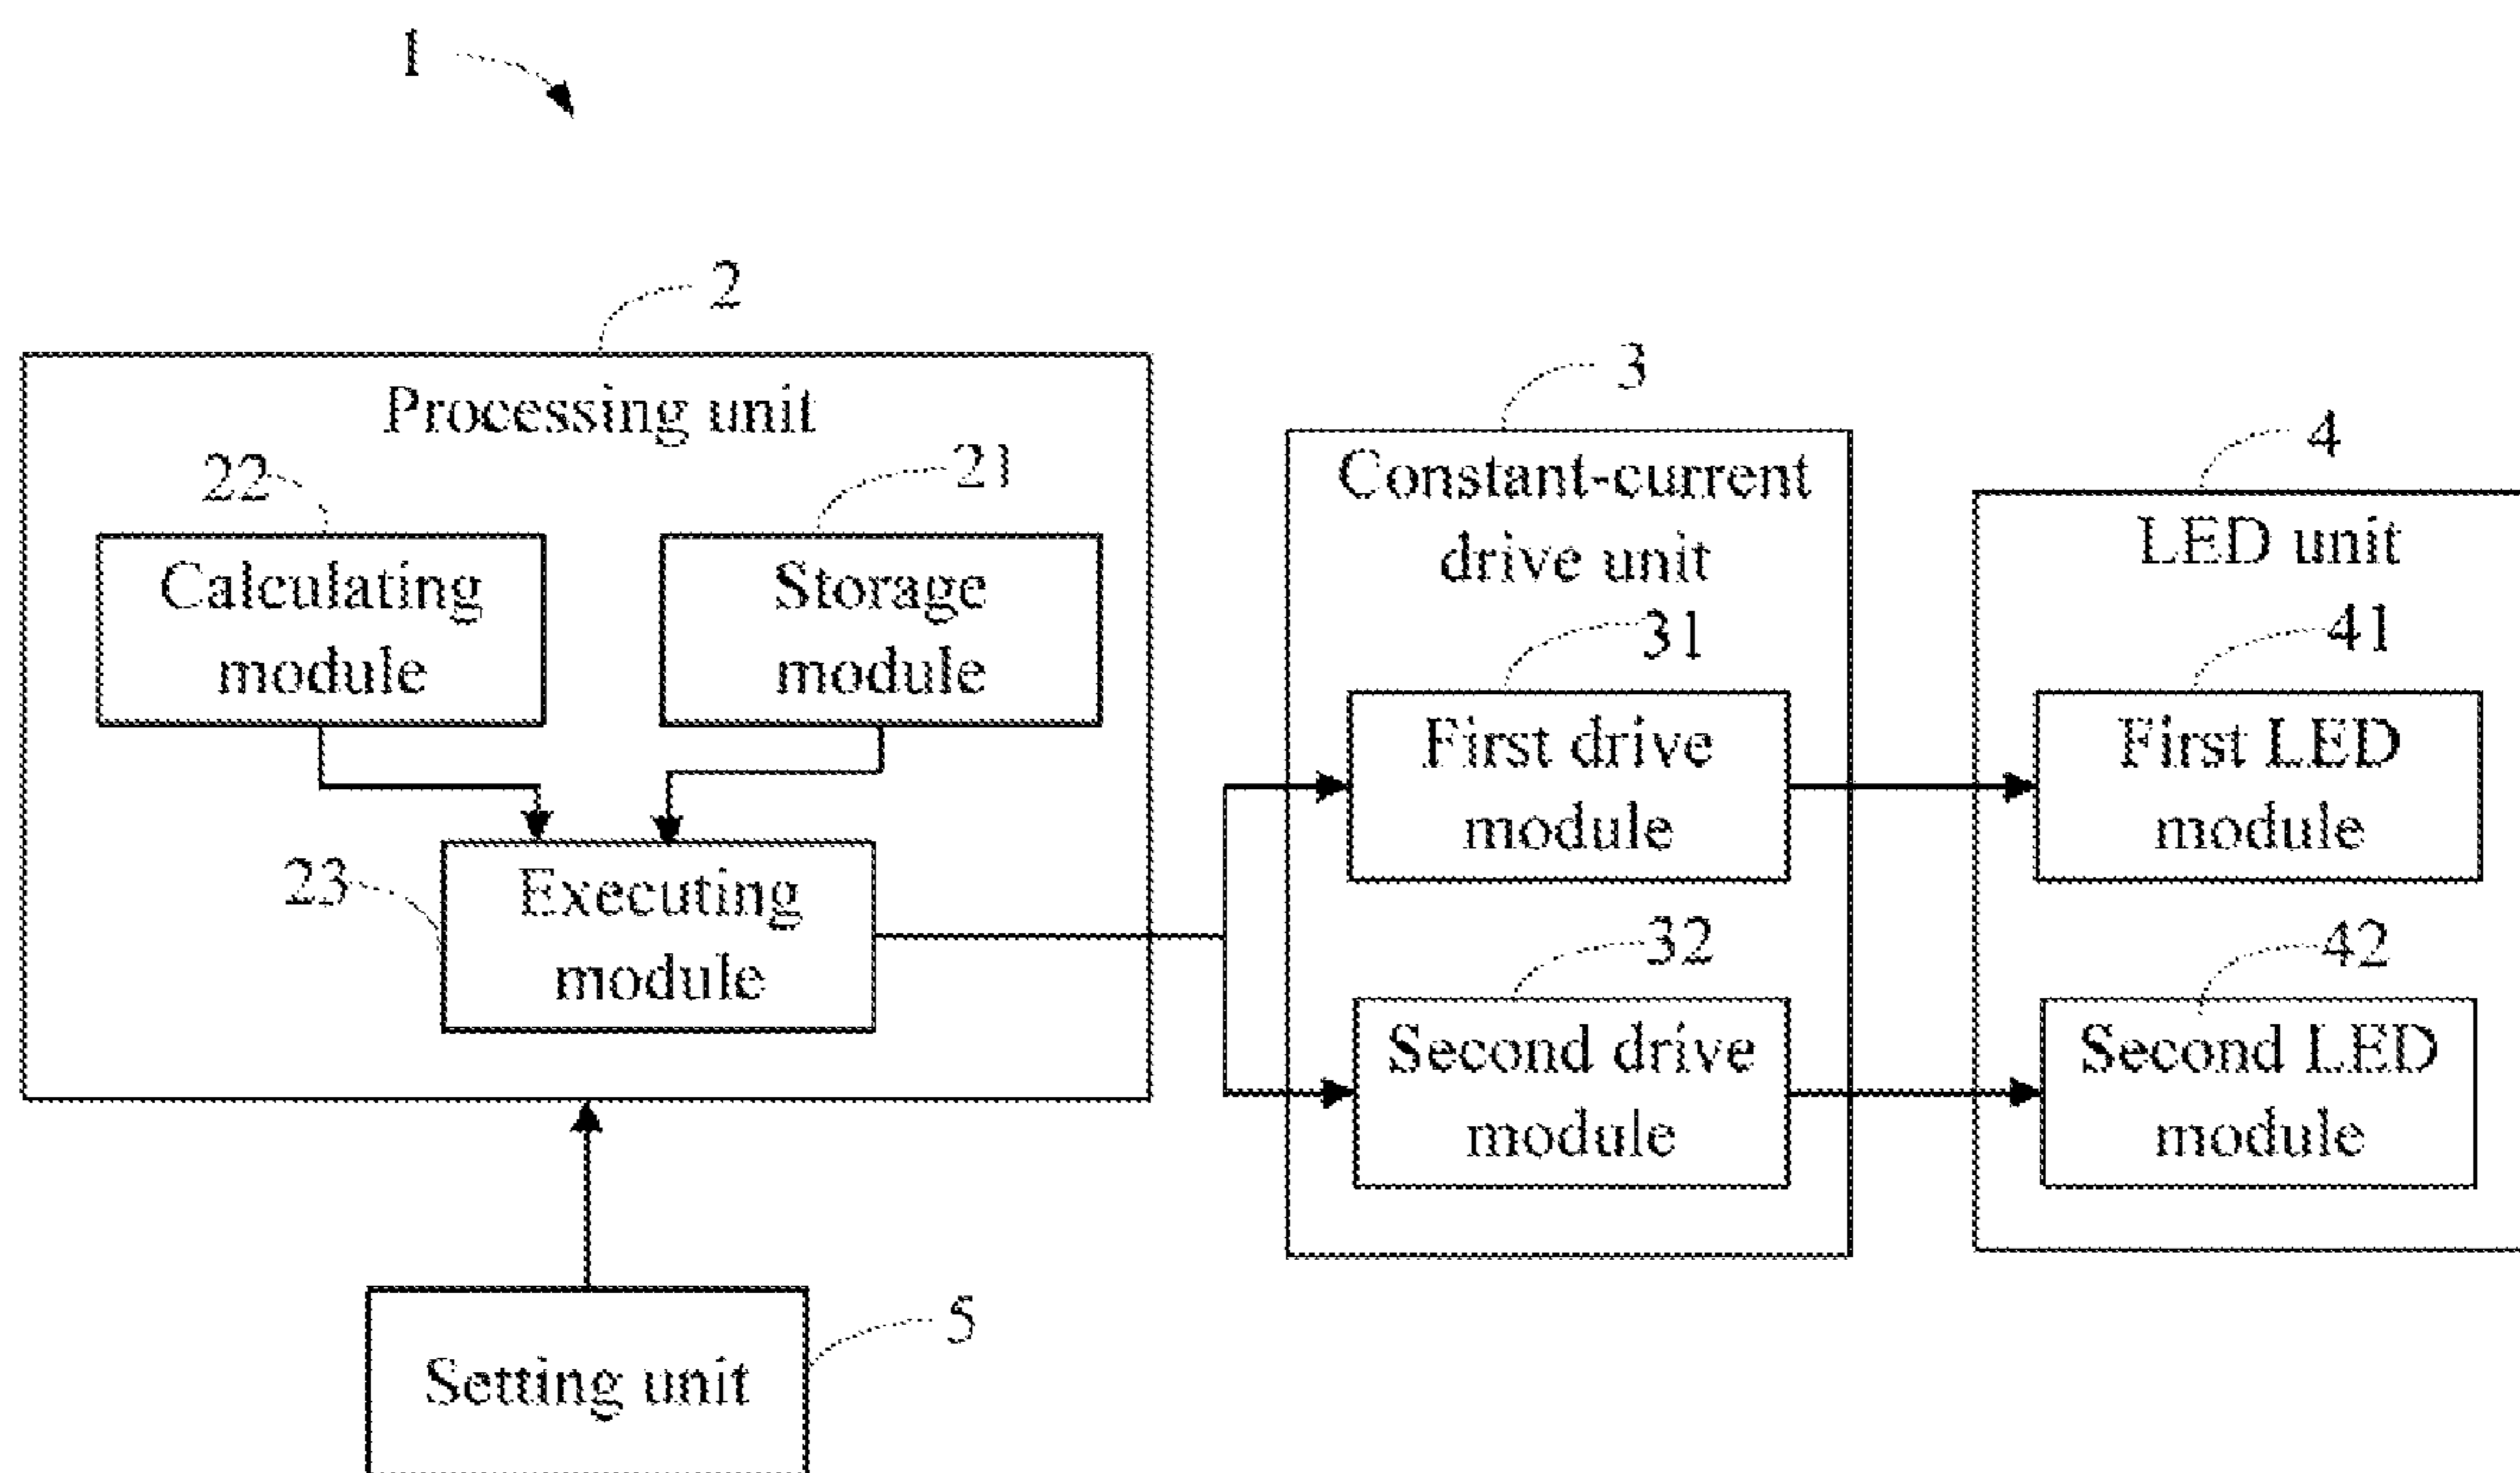 1
2
Processing unit
22
21
Calculating
module
Storage
module
23
Executing
module
3
Constant-current
drive unit
31
First drive
module
32
Second drive
module
4
LED unit
41
First LED
module
42
Second LED
module
Setting unit
5